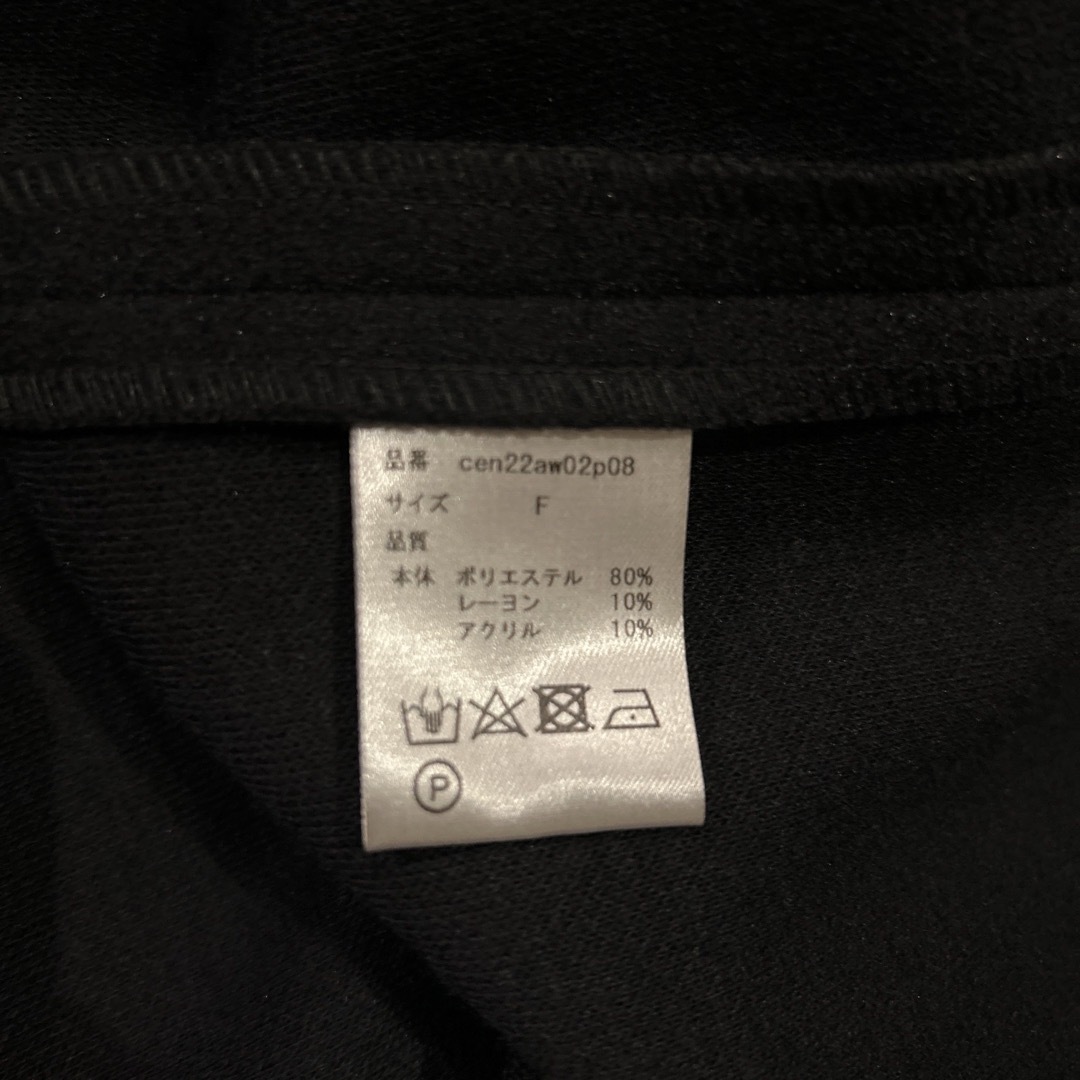 品番 cen22aw02p08
サイズ F
品質
本体 ポリエステル 80%
レーヨン 10%
アクリル 10%
P